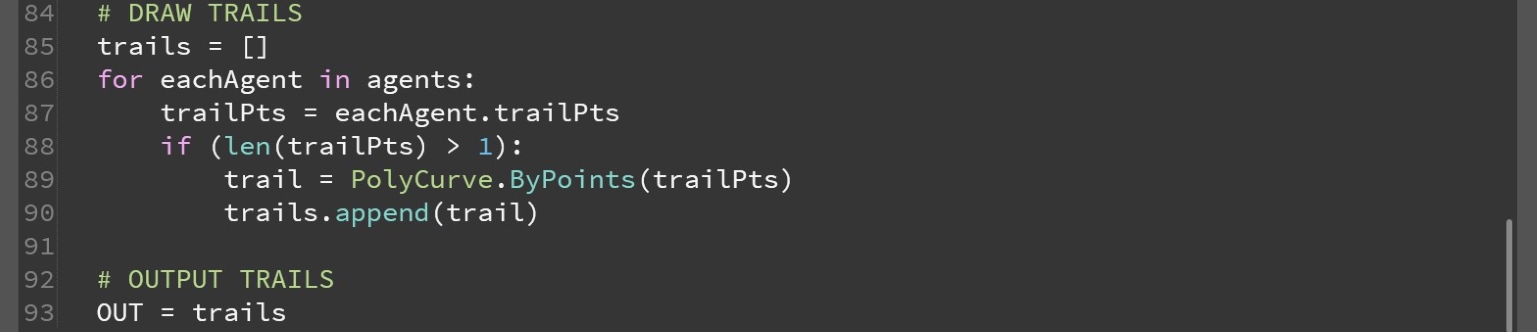 84 # DRAW TRAILS
85 trails = []
86 for eachAgent in agents:
87     trailPts = eachAgent.trailPts
88     if (len(trailPts) > 1):
89         trail = PolyCurve.ByPoints(trailPts)
90         trails.append(trail)
91
92 # OUTPUT TRAILS
93 OUT = trails